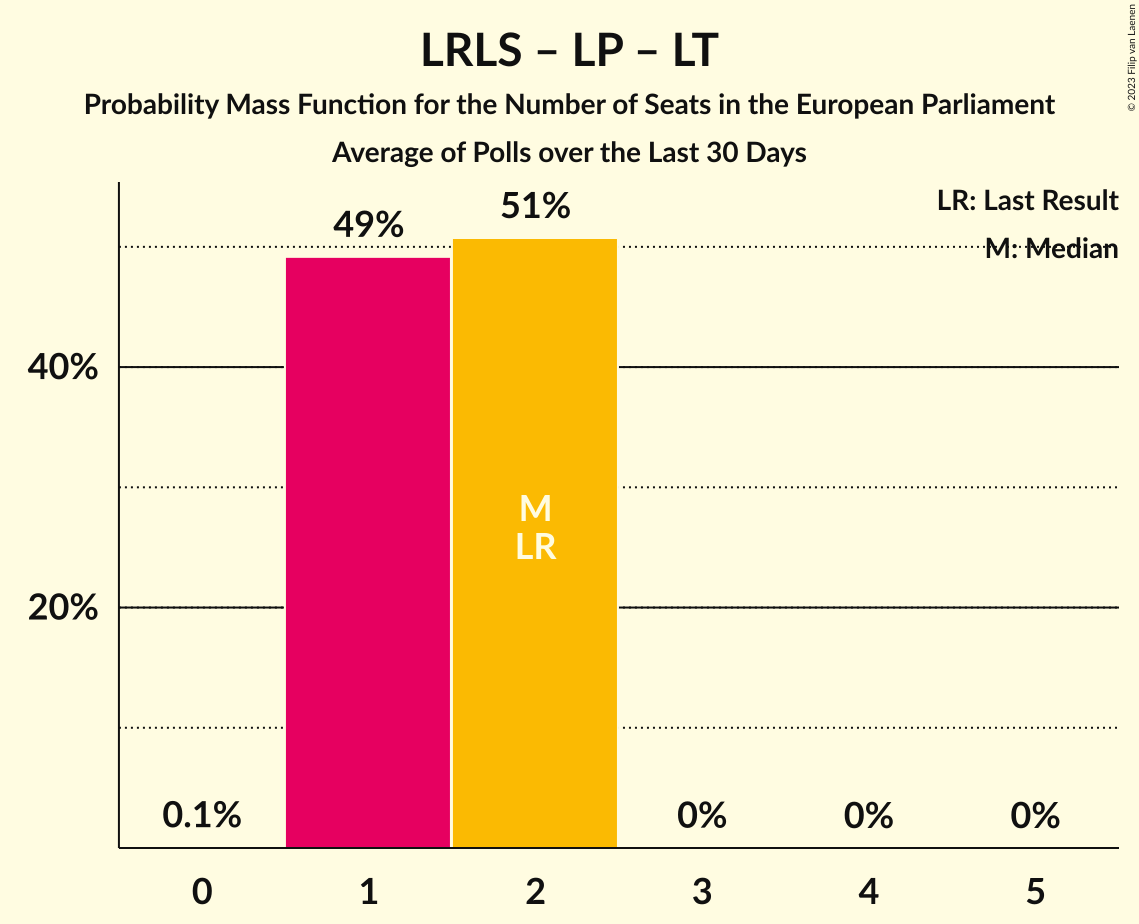 LRLS – LP – LT
Probability Mass Function for the Number of Seats in the European Parliament
Average of Polls over the Last 30 Days
© 2023 Filip van Laenen
LR: Last Result
M: Median
49%
51%
40%
20%
M
LR
0.1%
0%
0%
0%
0
1
2
3
4
5